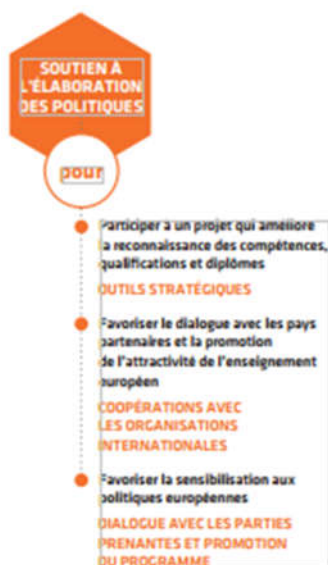 SOUTIEN À
L'ÉLABORATION
DES POLITIQUES
pour
Participer à un projet qui améliore
la reconnaissance des compétences,
qualifications et diplômes
OUTILS STRATÉGIQUES
Favoriser le dialogue avec les pays
partenaires et la promotion
de l'attractivité de l'enseignement
européen
COOPÉRATIONS AVEC
LES ORGANISATIONS
INTERNATIONALES
Favoriser la sensibilisation aux
politiques européennes
DIALOGUE AVEC LES PARTIES
PRENANTES ET PROMOTION
DU PROGRAMME